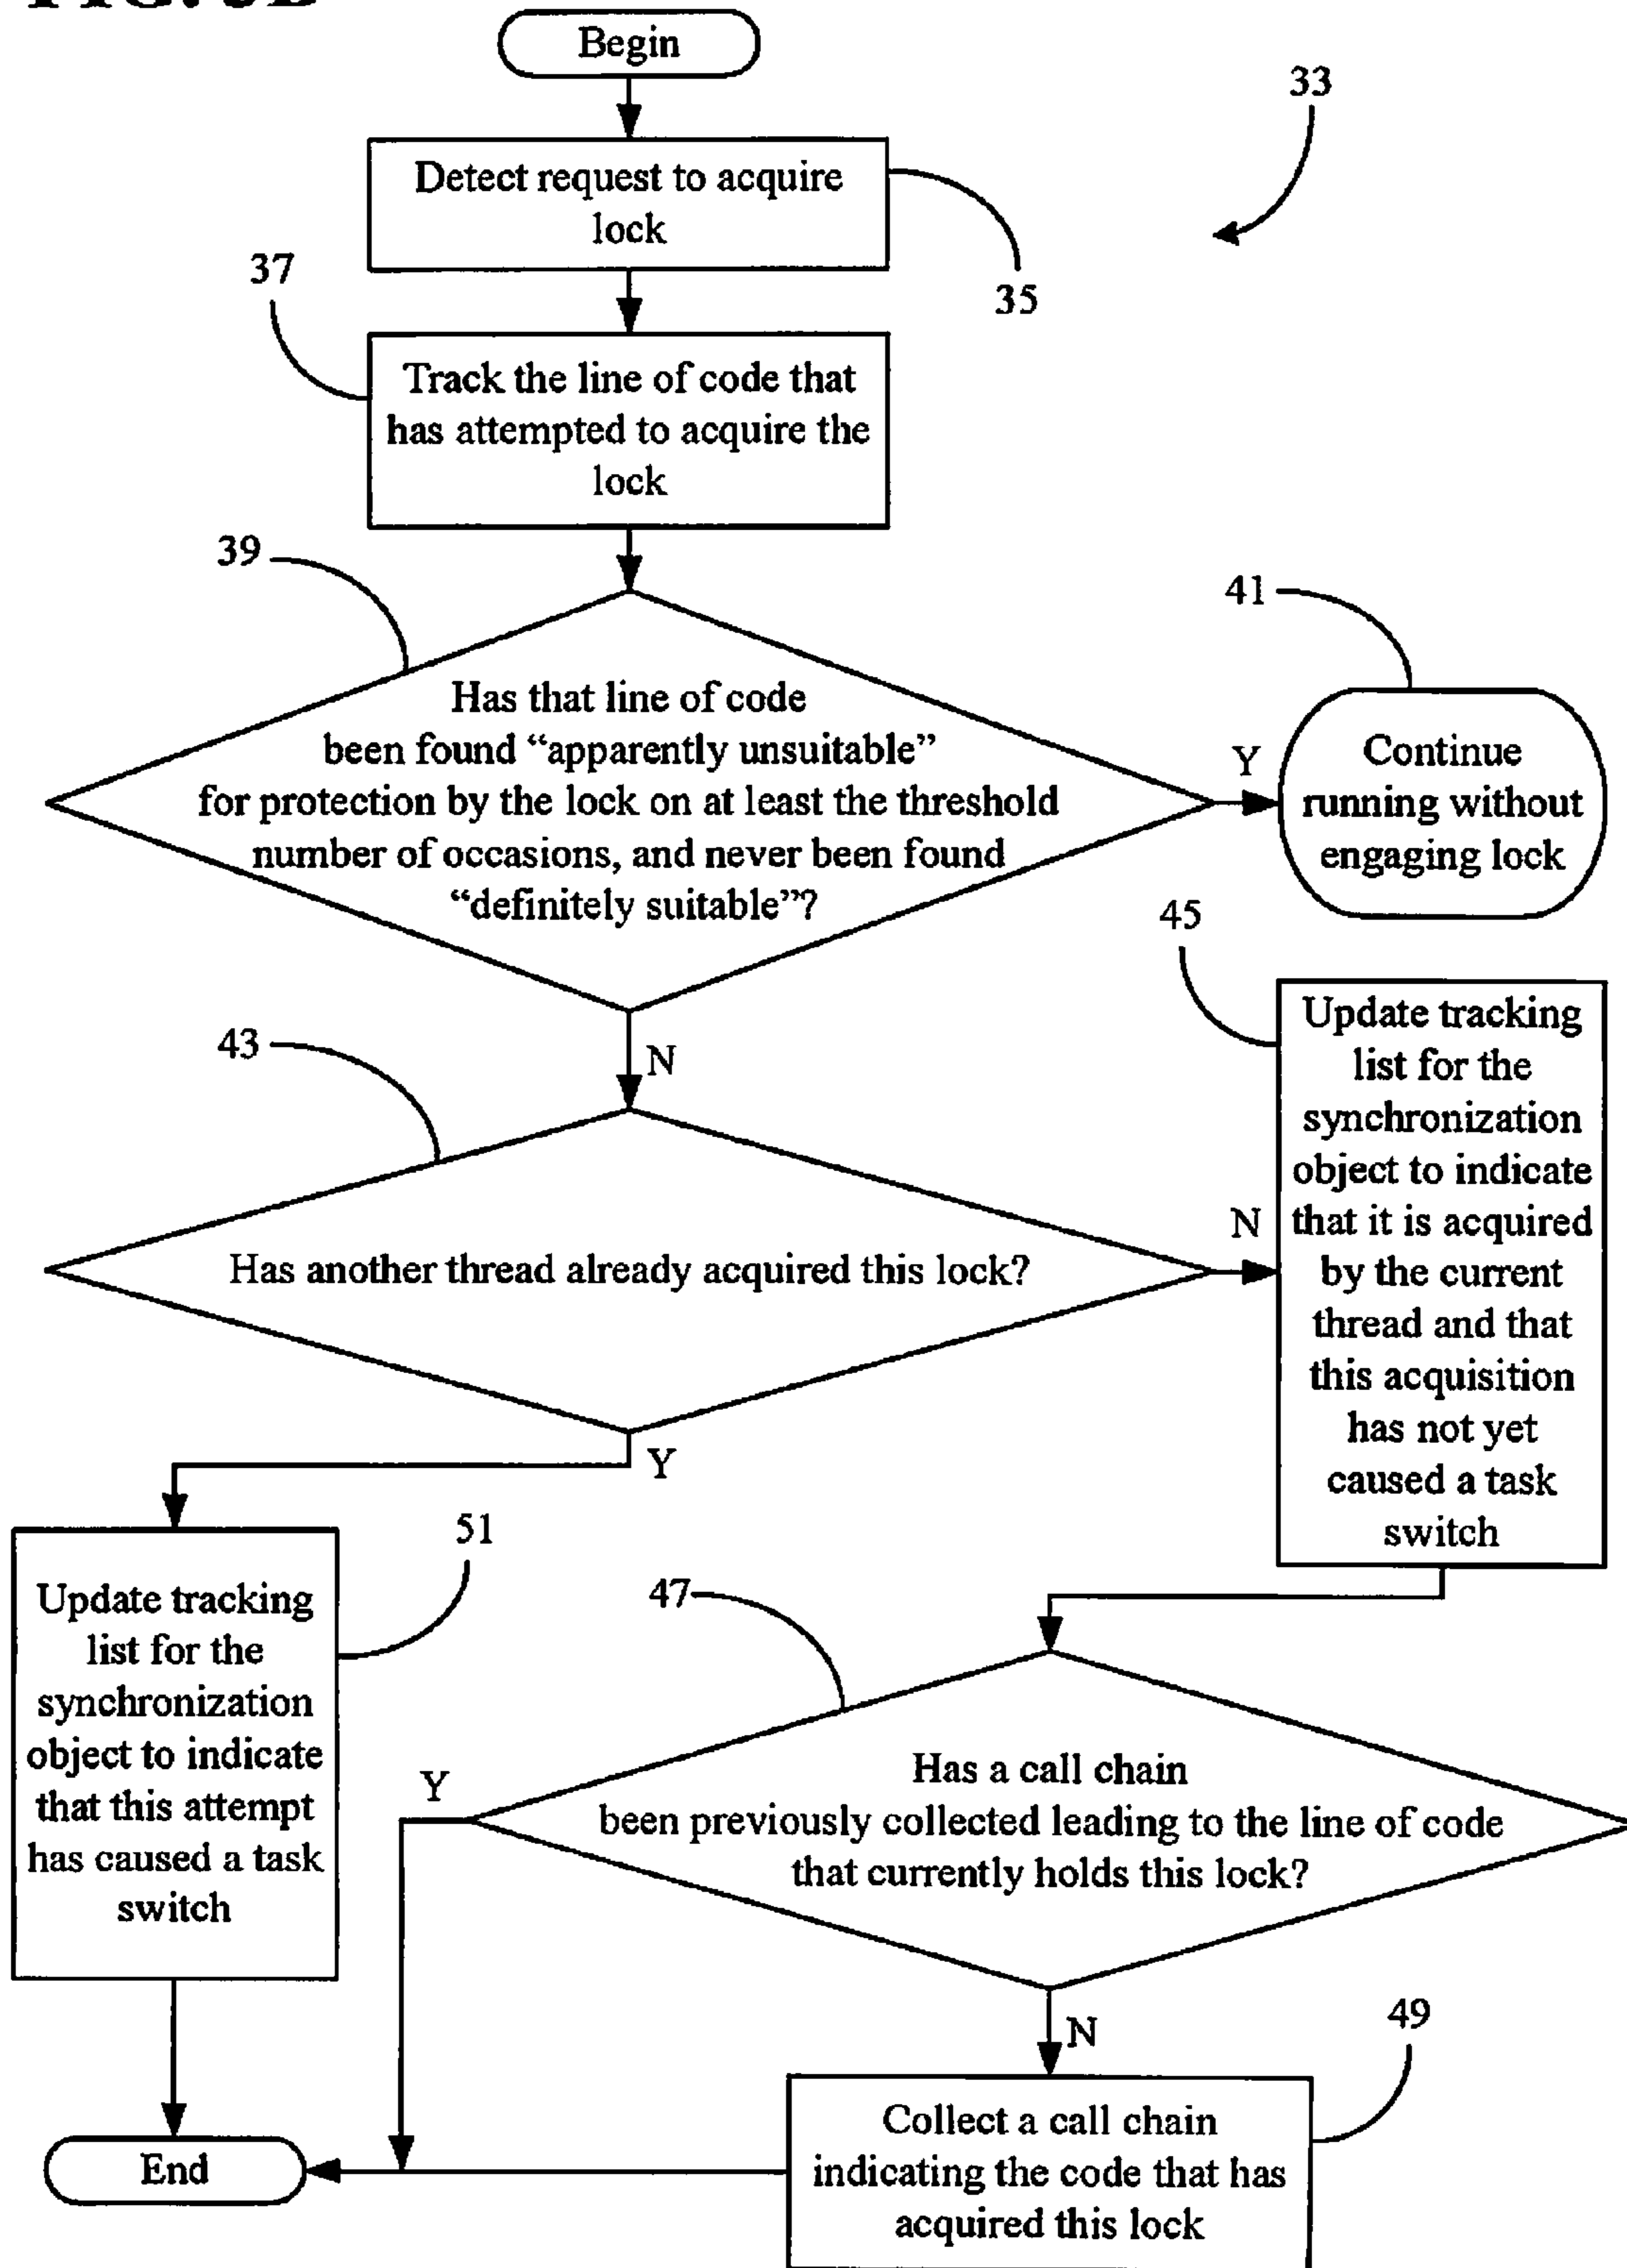 Begin
33
Detect request to acquire
lock
35
37
Track the line of code that
has attempted to acquire the
lock
39
41
Has that line of code
been found “apparently unsuitable”
for protection by the lock on at least the threshold
number of occasions, and never been found
“definitely suitable”?
Y
Continue
running without
engaging lock
45
43
N
Update tracking
list for the
synchronization
object to indicate
that it is acquired
by the current
thread and that
this acquisition
has not yet
caused a task
switch
Has another thread already acquired this lock?
N
Y
51
Update tracking
list for the
synchronization
object to indicate
that this attempt
has caused a task
switch
47
Has a call chain
been previously collected leading to the line of code
that currently holds this lock?
Y
N
49
Collect a call chain
indicating the code that has
acquired this lock
End